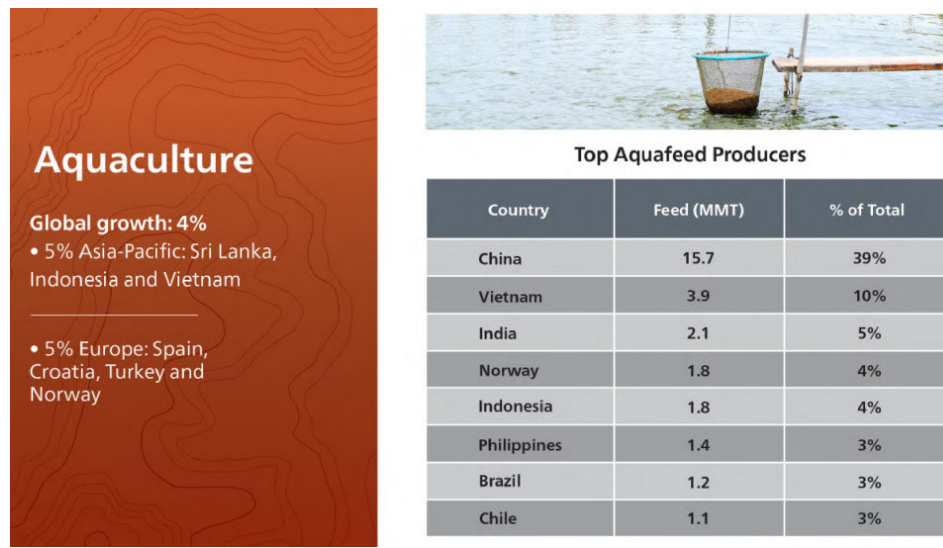 Aquaculture
Global growth: 4%
• 5% Asia-Pacific: Sri Lanka,
Indonesia and Vietnam
• 5% Europe: Spain,
Croatia, Turkey and
Norway
Top Aquafeed Producers
Country Feed (MMT) % of Total
China 15.7 39%
Vietnam 3.9 10%
India 2.1 5%
Norway 1.8 4%
Indonesia 1.8 4%
Philippines 1.4 3%
Brazil 1.2 3%
Chile 1.1 3%